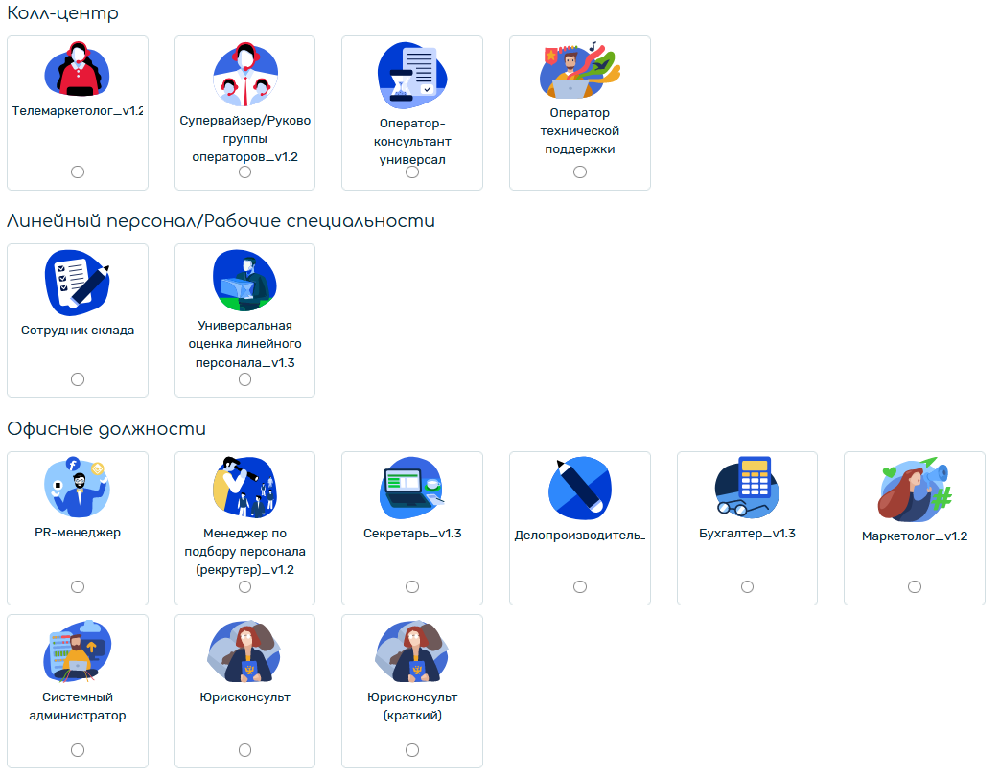 Колл-центр
Телемаркетолог_v1.2
Супервайзер/Руково
группы
операторов_v1.2
Оператор-
консультант
универсал
Оператор
технической
поддержки
Линейный персонал/Рабочие специальности
Сотрудник склада
Универсальная
оценка линейного
персонала_v1.3
Офисные должности
PR-менеджер
Менеджер по
подбору персонала
(рекрутер)_v1.2
Секретарь_v1.3
Делопроизводитель_
Бухгалтер_v1.3
Маркетолог_v1.2
Системный
администратор
Юрисконсульт
Юрисконсульт
(краткий)